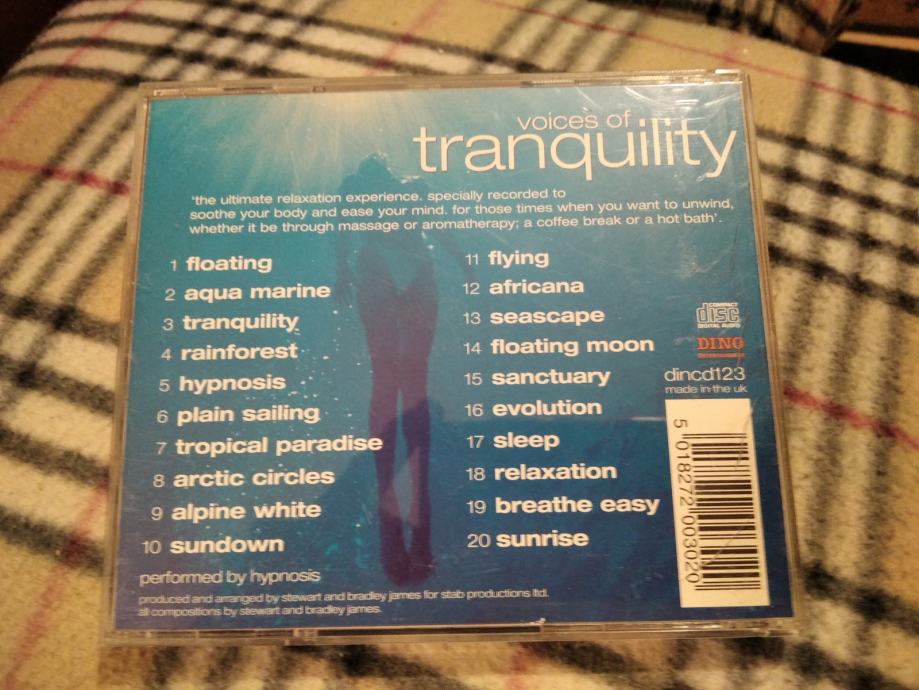 voices of
tranquility
'the ultimate relaxation experience. specially recorded to
soothe your body and ease your mind. for those times when you want to unwind,
whether it be through massage or aromatherapy; a coffee break or a hot bath'.
1 floating
2 aqua marine
3 tranquility
4 rainforest
5 hypnosis
6 plain sailing
7 tropical paradise
8 arctic circles
9 alpine white
10 sundown
11 flying
12 africana
13 seascape
14 floating moon
15 sanctuary
16 evolution
17 sleep
18 relaxation
19 breathe easy
20 sunrise
performed by hypnosis
produced and arranged by stewart and bradley james for stab productions ltd.
all compositions by stewart and bradley james.
COMPACT
disc
DIGITAL AUDIO
DINO
ENTERTAINMENT
dincd123
made in the uk
5 018272 003020